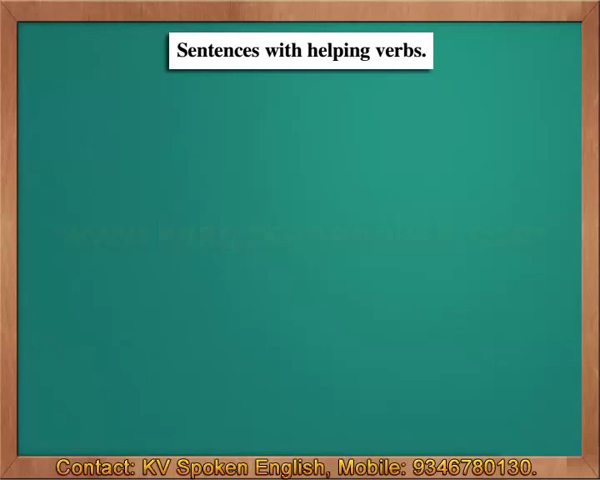 Sentences with helping verbs.
Contact: KV Spoken English, Mobile: 9346780130.